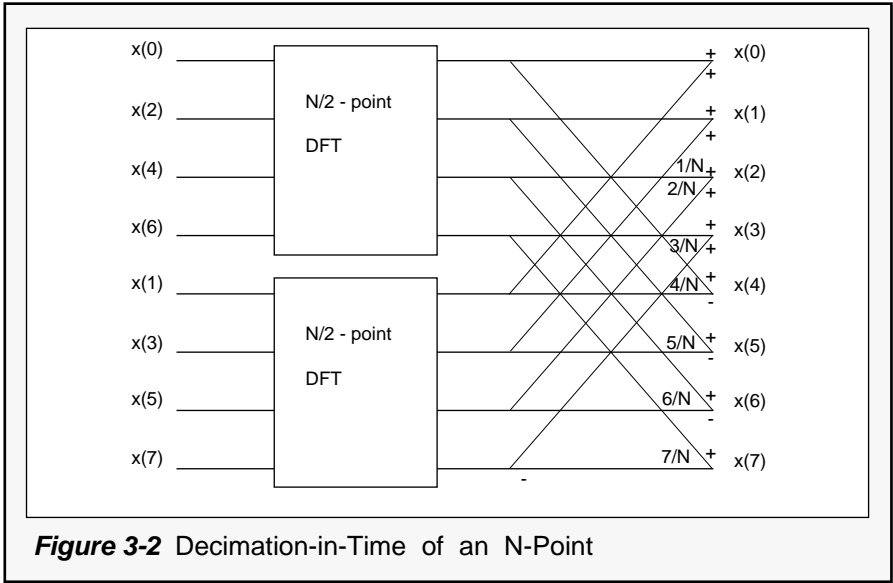 x(0)
x(2)
x(4)
x(6)
x(1)
x(3)
x(5)
x(7)
N/2 - point
DFT
N/2 - point
DFT
+ x(0)
+
+ x(1)
+
1/N + x(2)
2/N +
+ x(3)
3/N +
+ x(4)
4/N
-
5/N + x(5)
-
6/N + x(6)
-
7/N + x(7)
-
Figure 3-2 Decimation-in-Time of an N-Point